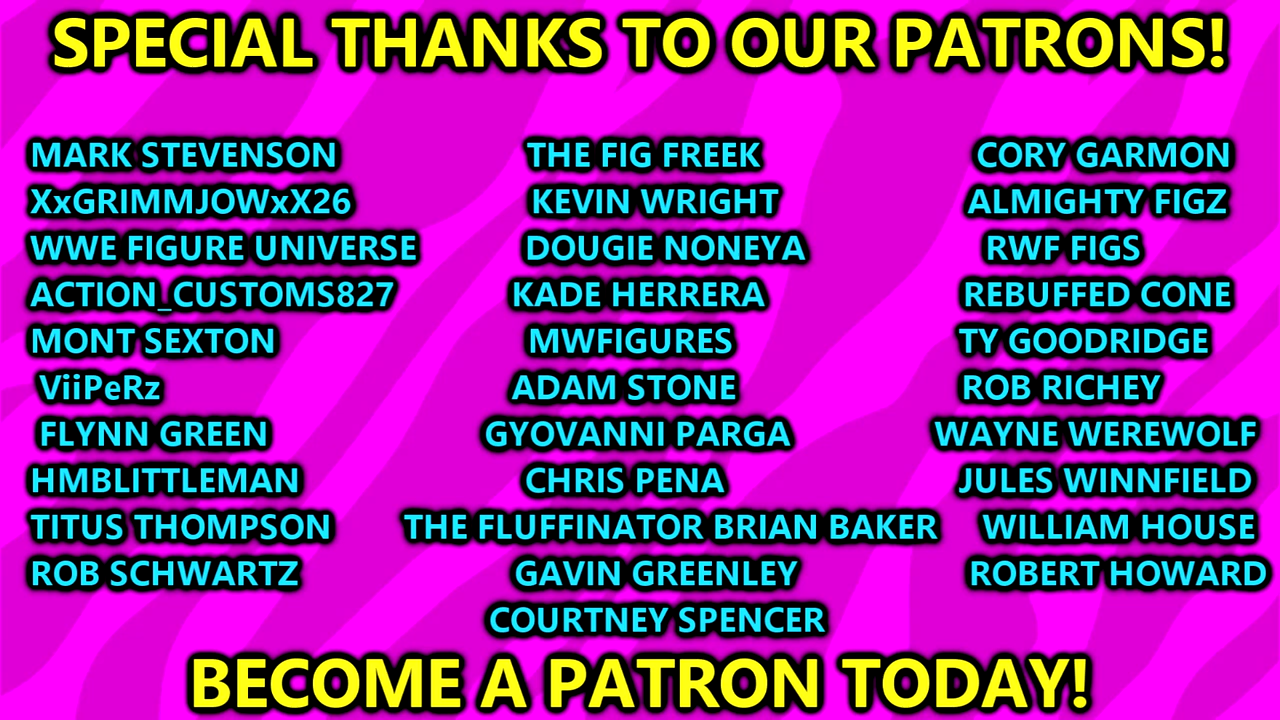 SPECIAL THANKS TO OUR PATRONS!
MARK STEVENSON THE FIG FREEK CORY GARMON
XxGRIMMJOWxX26 KEVIN WRIGHT ALMIGHTY FIGZ
WWE FIGURE UNIVERSE DOUGIE NONEYA RWF FIGS
ACTION_CUSTOMS827 KADE HERRERA REBUFFED CONE
MONT SEXTON MWFIGURES TY GOODRIDGE
ViiPeRz ADAM STONE ROB RICHEY
FLYNN GREEN GYOVANNI PARGA WAYNE WEREWOLF
HMBLITTLEMAN CHRIS PENA JULES WINNFIELD
TITUS THOMPSON THE FLUFFINATOR BRIAN BAKER WILLIAM HOUSE
ROB SCHWARTZ GAVIN GREENLEY ROBERT HOWARD
COURTNEY SPENCER
BECOME A PATRON TODAY!